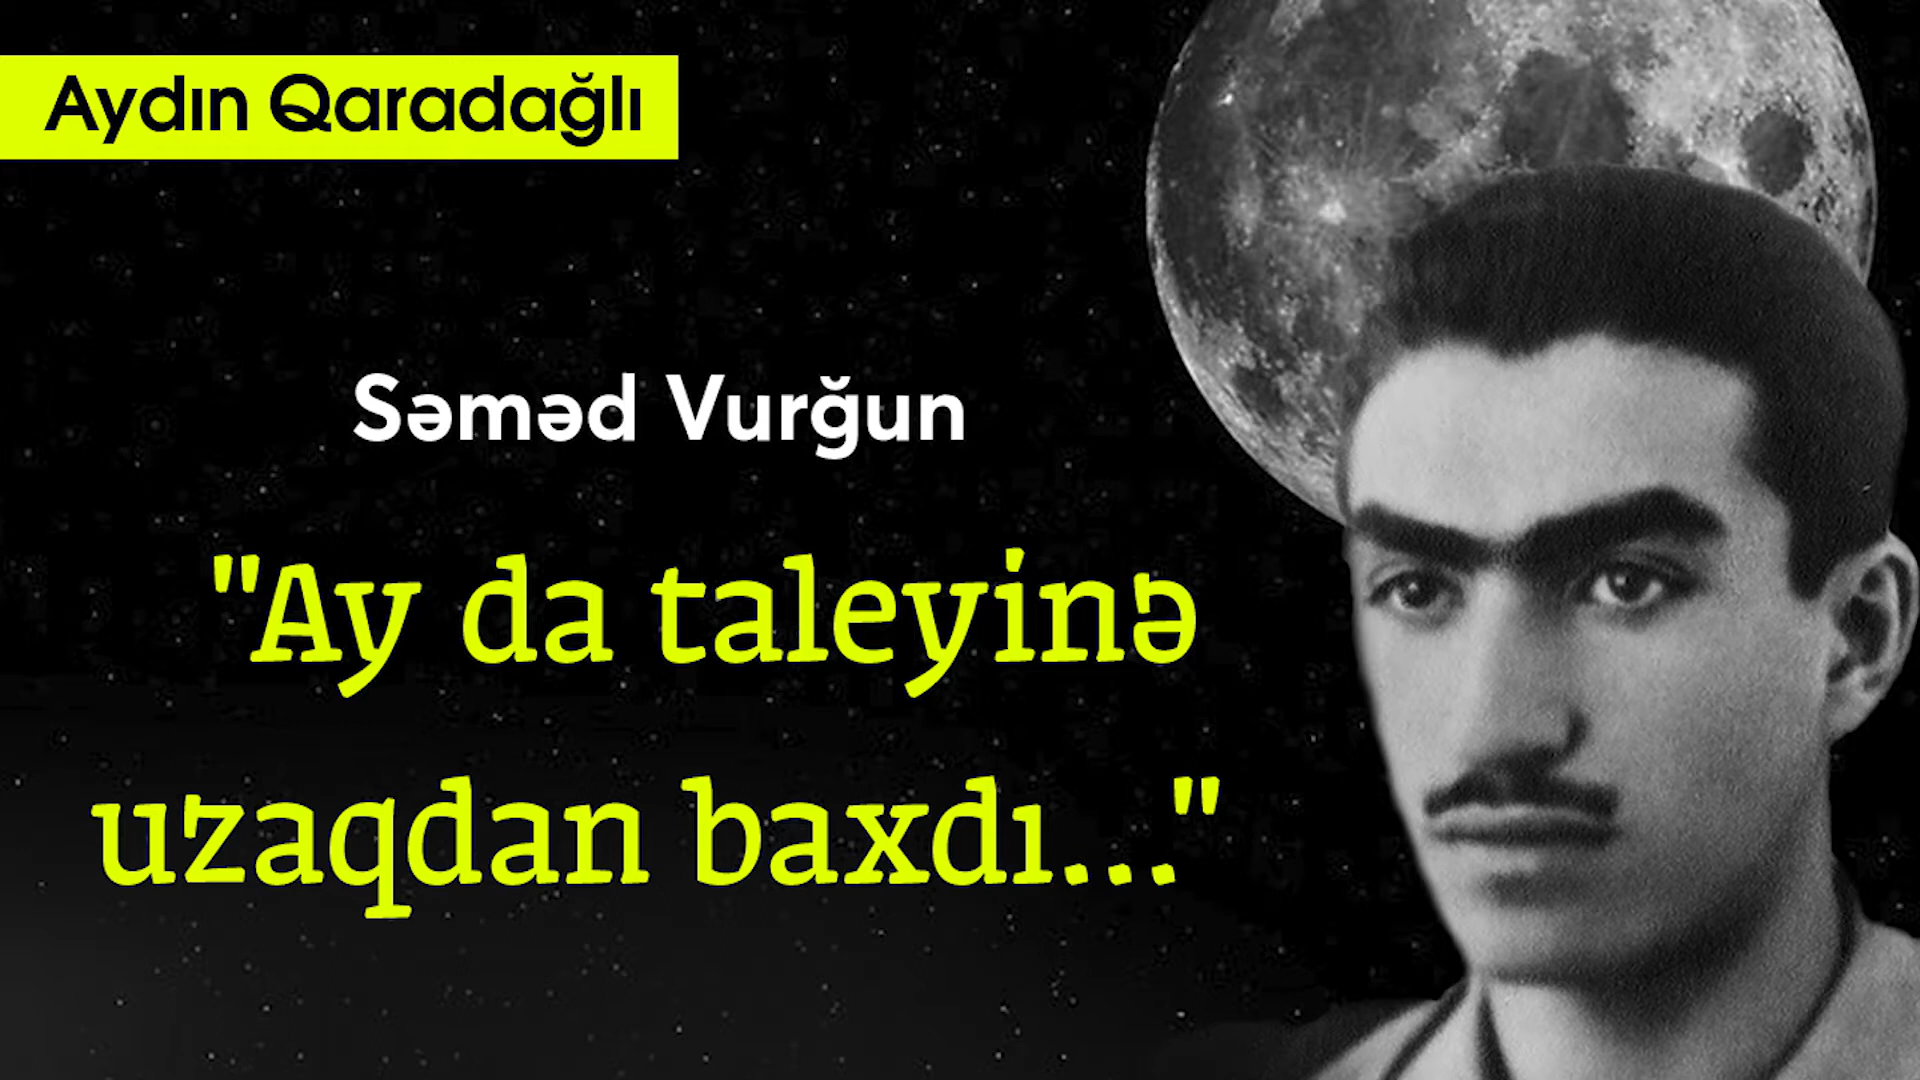 Aydın Qaradağlı
Səməd Vurğun
"Ay da taleyinə
uzaqdan baxdı..."